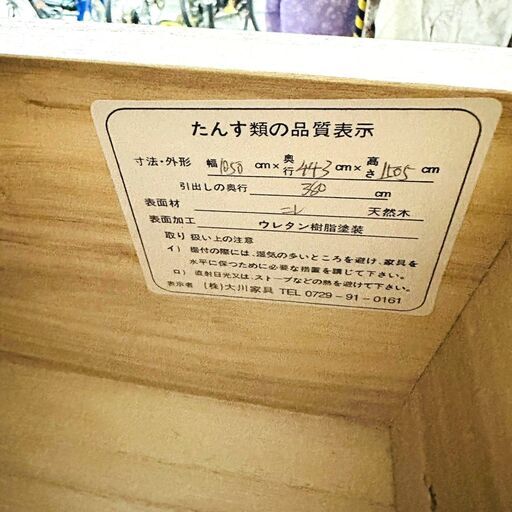 たんす類の品質表示
寸法・外形 幅 1050 cm×奥行 443 cm×高さ 1505 cm
引出しの奥行 360 cm
表面材 ニレ 天然木
表面加工 ウレタン樹脂塗装
取り扱い上の注意
イ) 据付の際には、湿気の多いところを避け、家具を
水平に保つために必要な措置を講じて下さい。
ロ) 直射日光又は、ストーブなどの熱を避けて下さい。
表示者 (株)大川家具 TEL 0729-91-0161